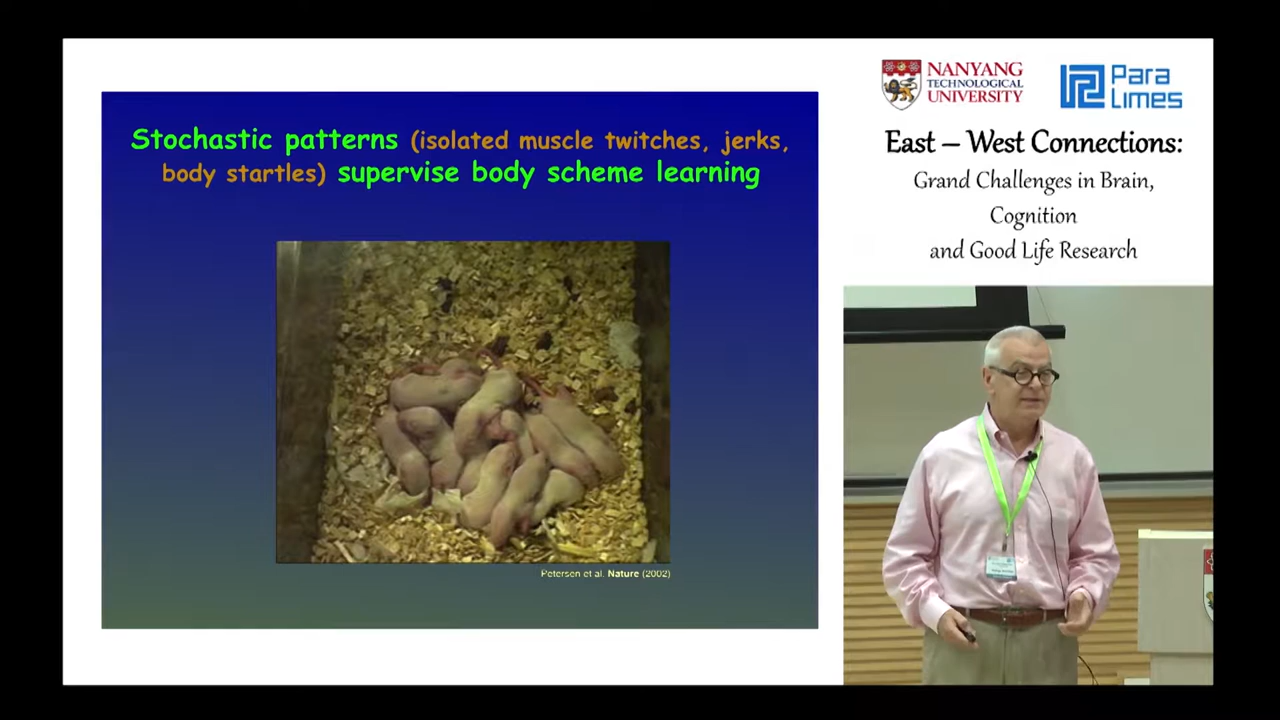 Stochastic patterns (isolated muscle twitches, jerks,
body startles) supervise body scheme learning
Petersen et al. Nature (2002)
NANYANG
TECHNOLOGICAL
UNIVERSITY
Para
Limes
East – West Connections:
Grand Challenges in Brain,
Cognition
and Good Life Research